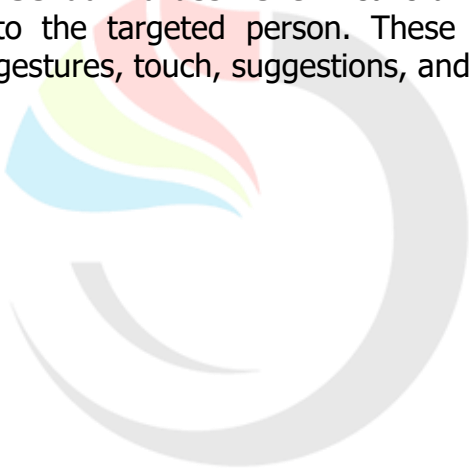 to the targeted person. These
gestures, touch, suggestions, and